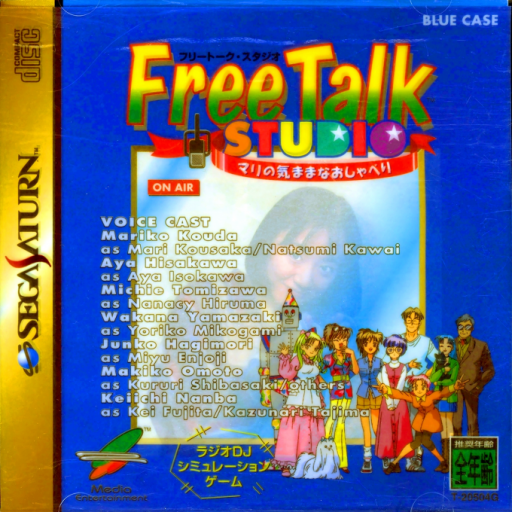 BLUE CASE
COMPACT
disc
フリートーク・スタジオ
Free Talk
STUDIO
マリの気ままなおしゃべり
ON AIR
SEGA SATURN
TM
VOICE CAST
Mariko Kouda
as Mari Kousaka/Natsumi Kawai
Aya Hisakawa
as Aya Isokawa
Michie Tomizawa
as Nanacy Hiruma
Wakana Yamazaki
as Yoriko Mikogami
Junko Hagimori
as Miyu Enjoji
Makiko Omoto
as Kururi Shibasaki/others
Keiichi Nanba
as Kei Fujita/Kazunari Tajima
ラジオDJ
シミュレーション
ゲーム
Media
Entertainment
推奨年齢
全年齢